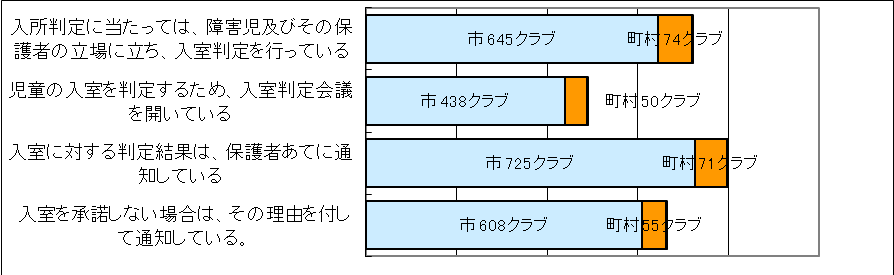 入所判定に当たっては、障害児及びその保
護者の立場に立ち、入室判定を行っている
市645クラブ
町村74クラブ
児童の入室を判定するため、入室判定会議
を開いている
市438クラブ
町村50クラブ
入室に対する判定結果は、保護者あてに通
知している
市725クラブ
町村71クラブ
入室を承諾しない場合は、その理由を付し
て通知している。
市608クラブ
町村55クラブ